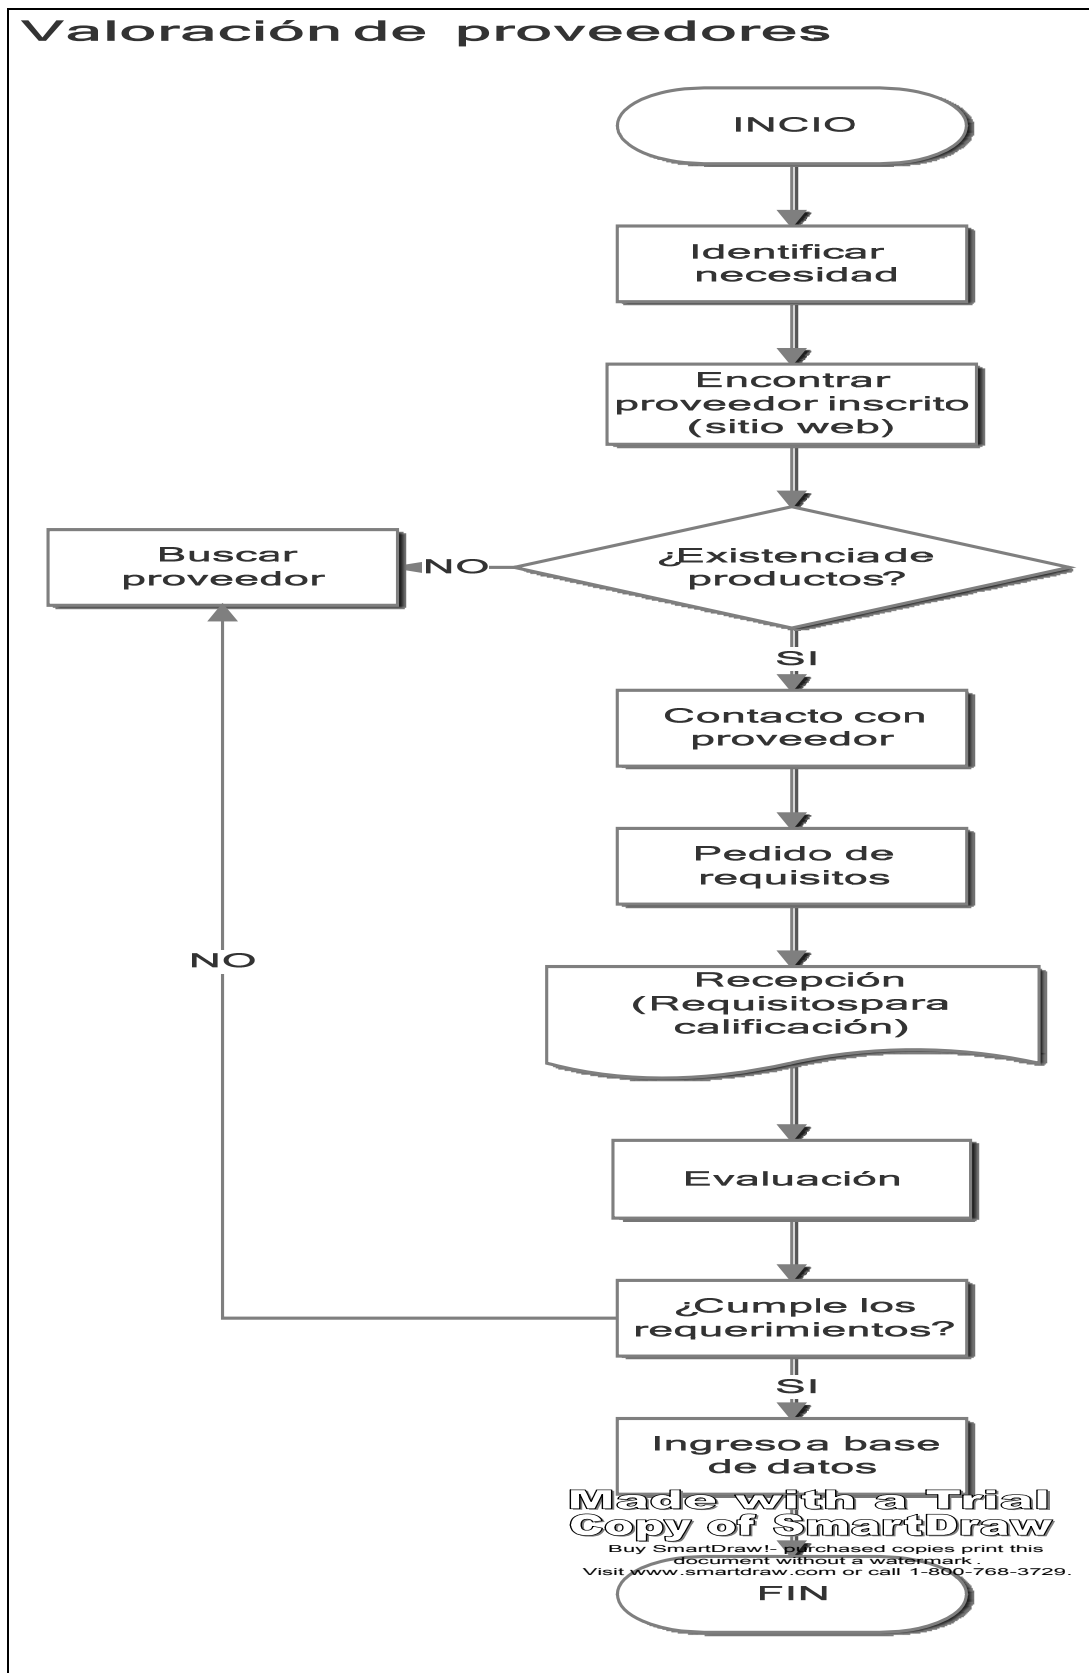 Valoración de proveedores
INCIO
Identificar
necesidad
Encontrar
proveedor inscrito
(sitio web)
¿Existencia de
productos?
NO
Buscar
proveedor
SI
Contacto con
proveedor
Pedido de
requisitos
NO
Recepción
(Requisitos para
calificación)
Evaluación
¿Cumple los
requerimientos?
SI
Ingreso a base
de datos
Made with a Trial
Copy of SmartDraw
Buy SmartDraw!- purchased copies print this
document without a watermark .
Visit www.smartdraw.com or call 1-800-768-3729.
FIN